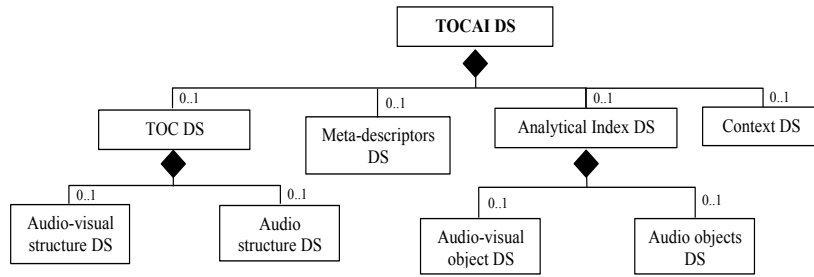 TOCAI DS
0..1
0..1
0..1
0..1
TOC DS
Meta-descriptors
DS
Analytical Index DS
Context DS
0..1
0..1
0..1
0..1
Audio-visual
structure DS
Audio
structure DS
Audio-visual
object DS
Audio objects
DS